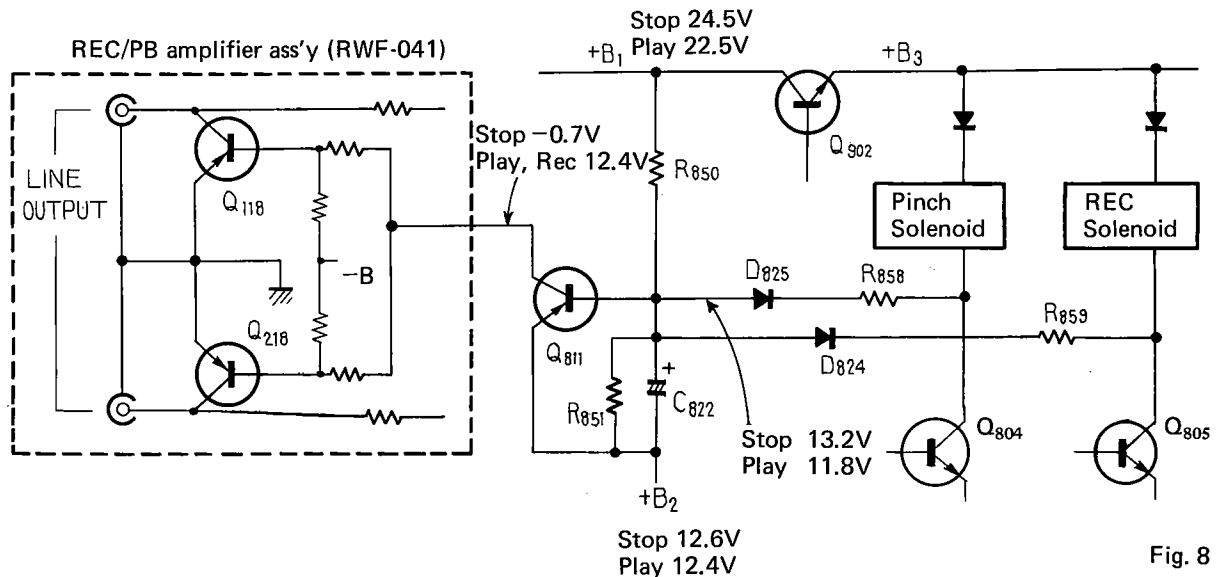 Stop 24.5V
Play 22.5V
REC/PB amplifier ass'y (RWF-041)
+B₁
+B₃
Stop −0.7V
Play, Rec 12.4V
Q₉₀₂
R₈₅₀
LINE
OUTPUT
Q₁₁₈
Pinch
Solenoid
REC
Solenoid
−B
D₈₂₅
R₈₅₈
Q₂₁₈
R₈₅₉
Q₈₁₁
D₈₂₄
+
R₈₅₁
C₈₂₂
Q₈₀₄
Q₈₀₅
Stop 13.2V
Play 11.8V
+B₂
Stop 12.6V
Play 12.4V
Fig. 8